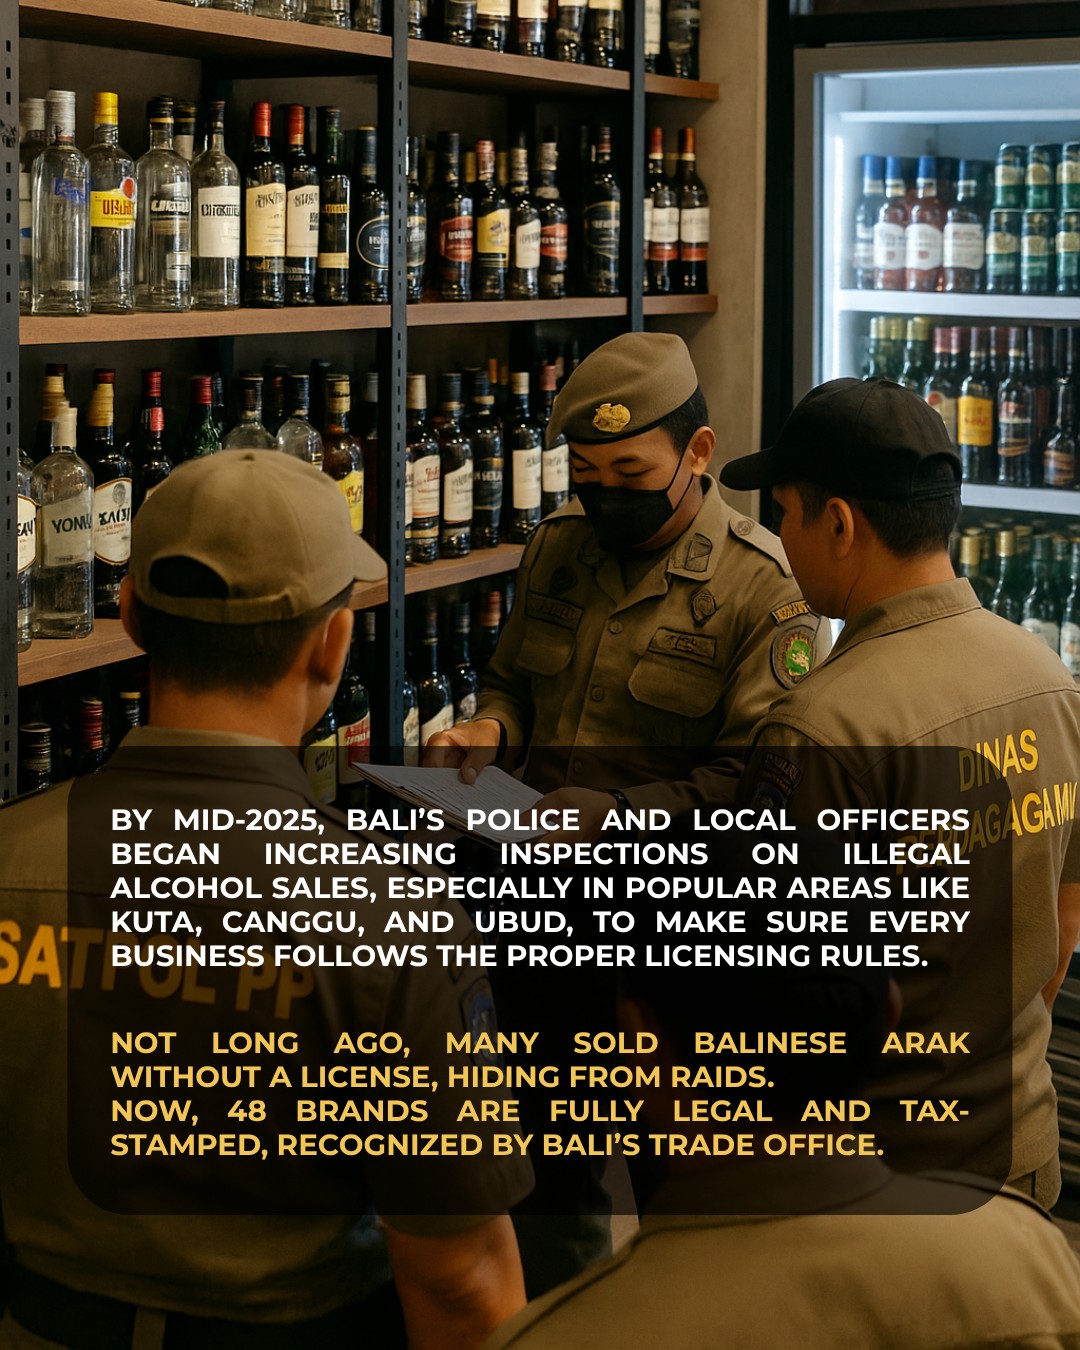 YONW
DINAS
SATPOL PP
BY MID-2025, BALI’S POLICE AND LOCAL OFFICERS
BEGAN INCREASING INSPECTIONS ON ILLEGAL
ALCOHOL SALES, ESPECIALLY IN POPULAR AREAS LIKE
KUTA, CANGGU, AND UBUD, TO MAKE SURE EVERY
BUSINESS FOLLOWS THE PROPER LICENSING RULES.
NOT LONG AGO, MANY SOLD BALINESE ARAK
WITHOUT A LICENSE, HIDING FROM RAIDS.
NOW, 48 BRANDS ARE FULLY LEGAL AND TAX-
STAMPED, RECOGNIZED BY BALI’S TRADE OFFICE.